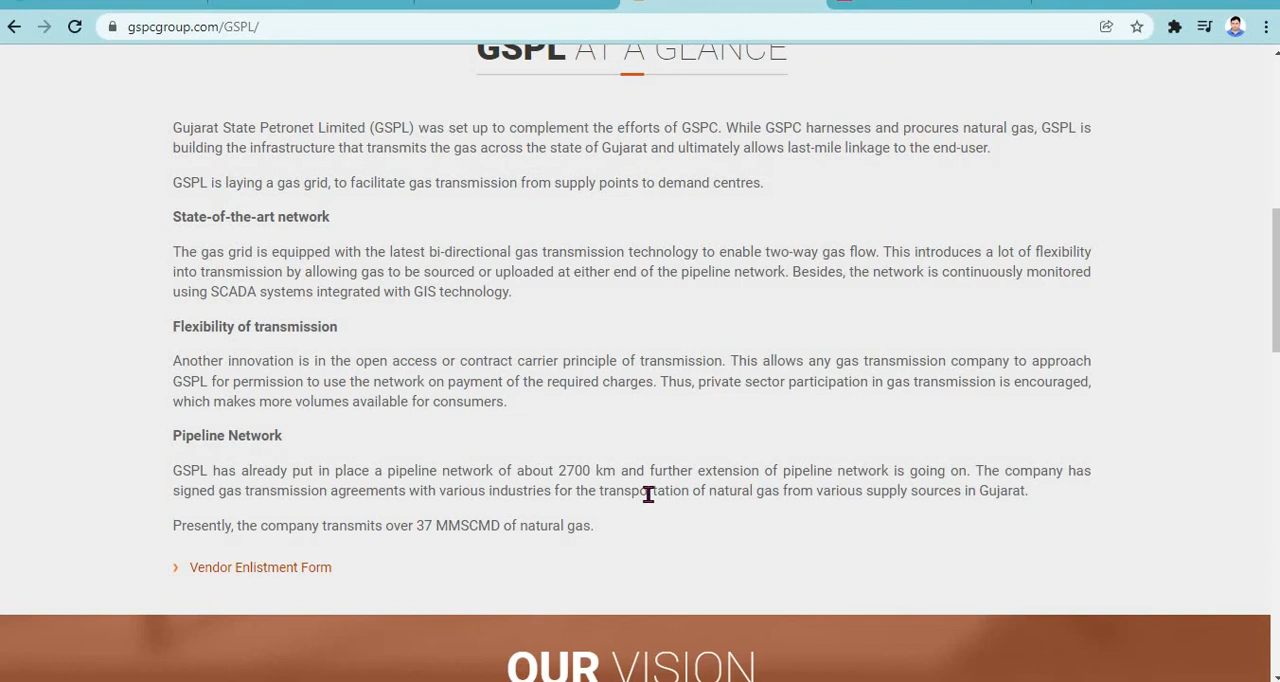 gspcgroup.com/GSPL/
GSPL AT A GLANCE
Gujarat State Petronet Limited (GSPL) was set up to complement the efforts of GSPC. While GSPC harnesses and procures natural gas, GSPL is
building the infrastructure that transmits the gas across the state of Gujarat and ultimately allows last-mile linkage to the end-user.
GSPL is laying a gas grid, to facilitate gas transmission from supply points to demand centres.
State-of-the-art network
The gas grid is equipped with the latest bi-directional gas transmission technology to enable two-way gas flow. This introduces a lot of flexibility
into transmission by allowing gas to be sourced or uploaded at either end of the pipeline network. Besides, the network is continuously monitored
using SCADA systems integrated with GIS technology.
Flexibility of transmission
Another innovation is in the open access or contract carrier principle of transmission. This allows any gas transmission company to approach
GSPL for permission to use the network on payment of the required charges. Thus, private sector participation in gas transmission is encouraged,
which makes more volumes available for consumers.
Pipeline Network
GSPL has already put in place a pipeline network of about 2700 km and further extension of pipeline network is going on. The company has
signed gas transmission agreements with various industries for the transportation of natural gas from various supply sources in Gujarat.
Presently, the company transmits over 37 MMSCMD of natural gas.
› Vendor Enlistment Form
OUR VISION